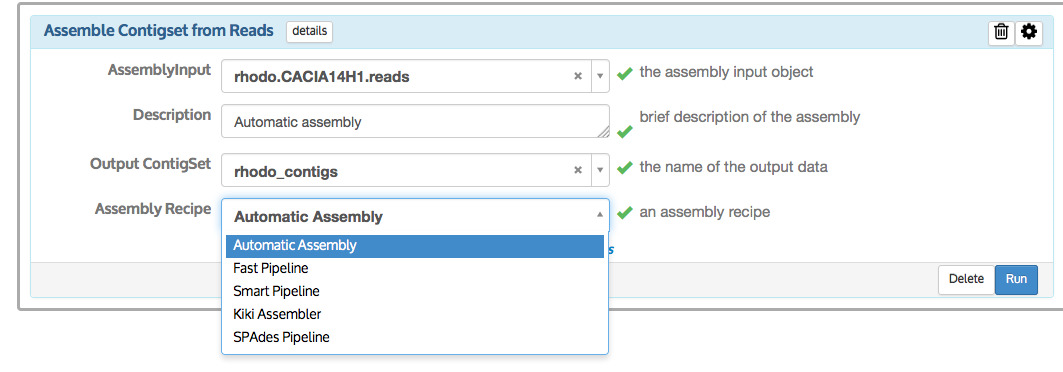 Assemble Contigset from Reads details
AssemblyInput rhodo.CACIA14H1.reads × the assembly input object
Description Automatic assembly brief description of the assembly
Output ContigSet rhodo_contigs × the name of the output data
Assembly Recipe Automatic Assembly an assembly recipe
Automatic Assembly s
Fast Pipeline
Delete Run
Smart Pipeline
Kiki Assembler
SPAdes Pipeline